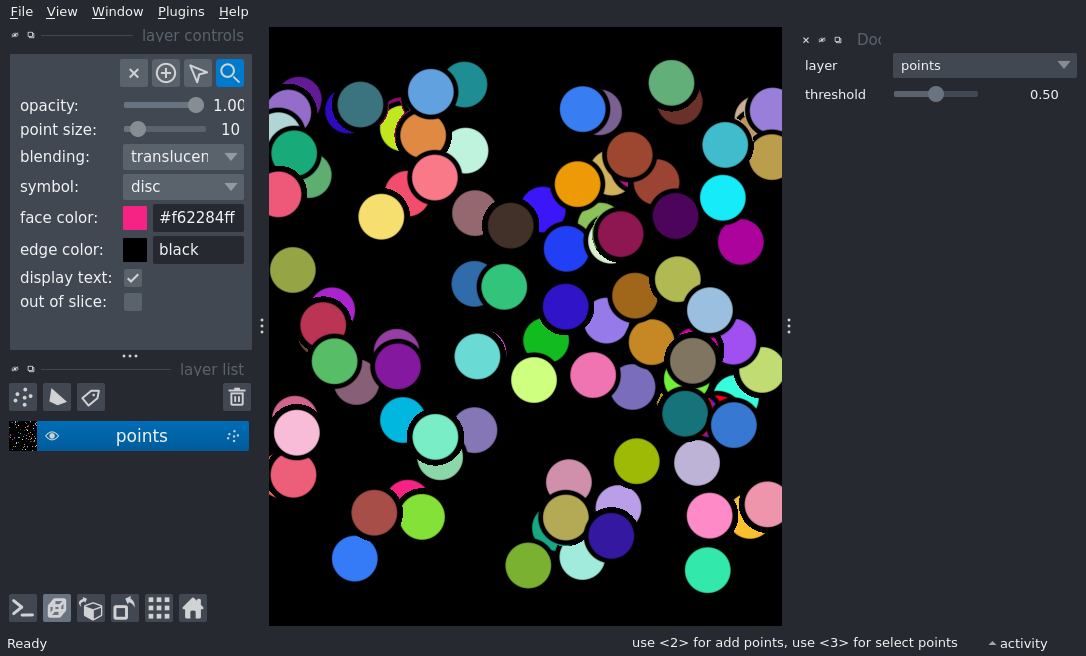 File View Window Plugins Help
layer controls
opacity: 1.00
point size: 10
blending: translucen
symbol: disc
face color: #f62284ff
edge color: black
display text:
out of slice:
layer list
points
Doc
layer points
threshold 0.50
Ready
use <2> for add points, use <3> for select points
activity